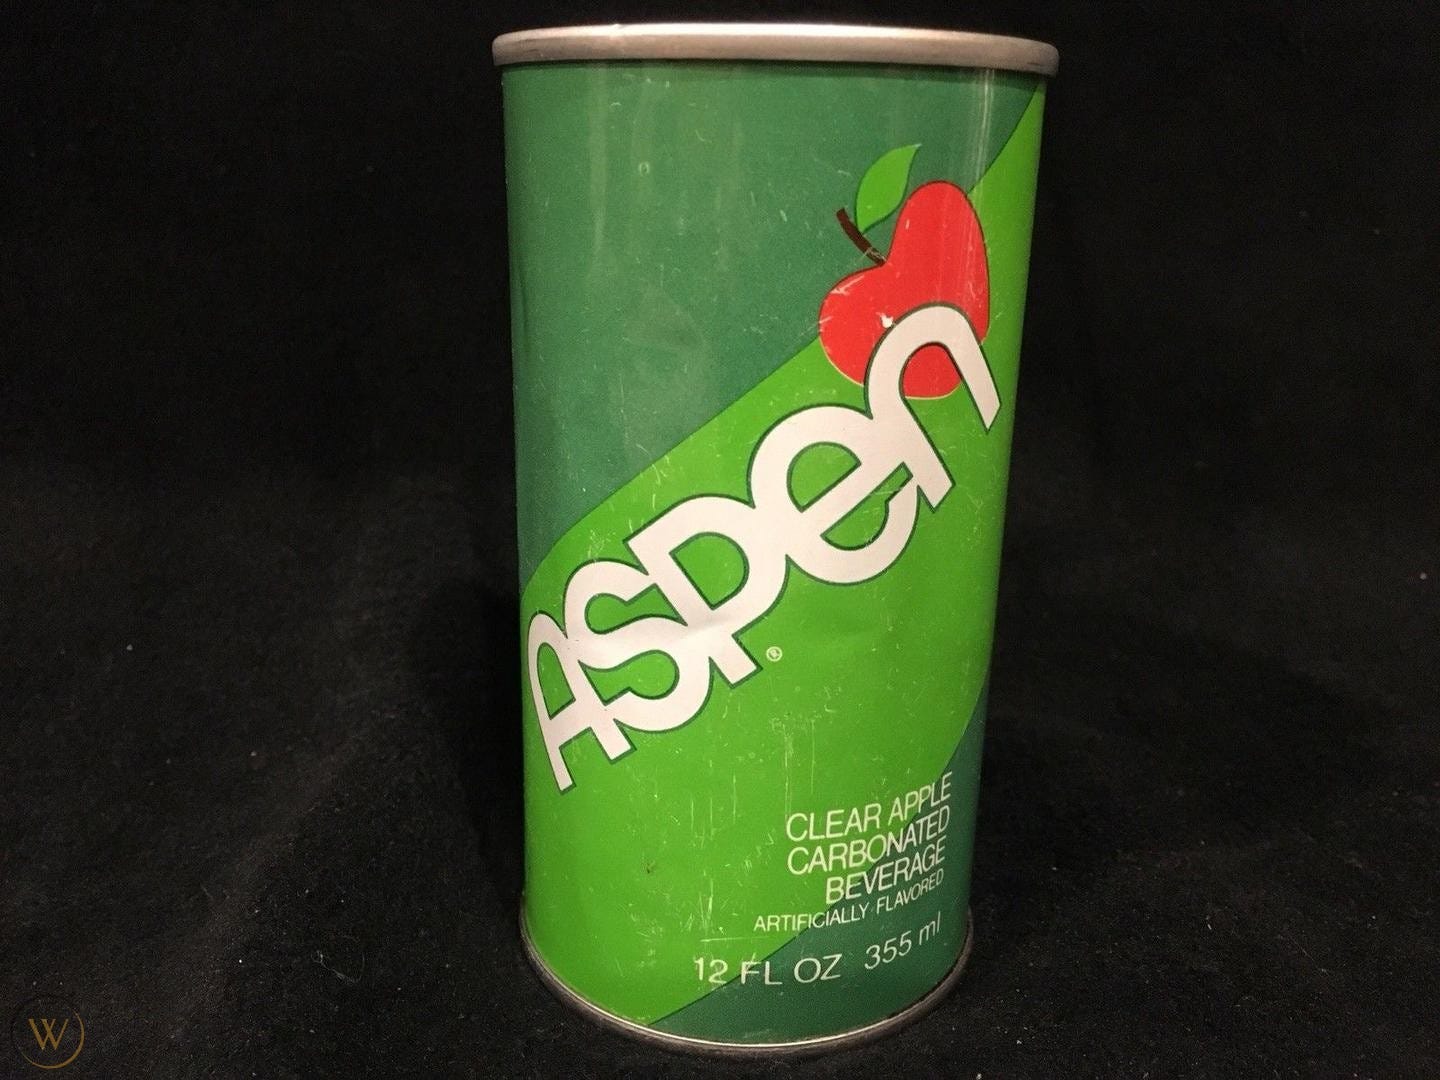 Aspen
®
CLEAR APPLE
CARBONATED
BEVERAGE
ARTIFICIALLY FLAVORED
12 FL OZ 355 ml
W